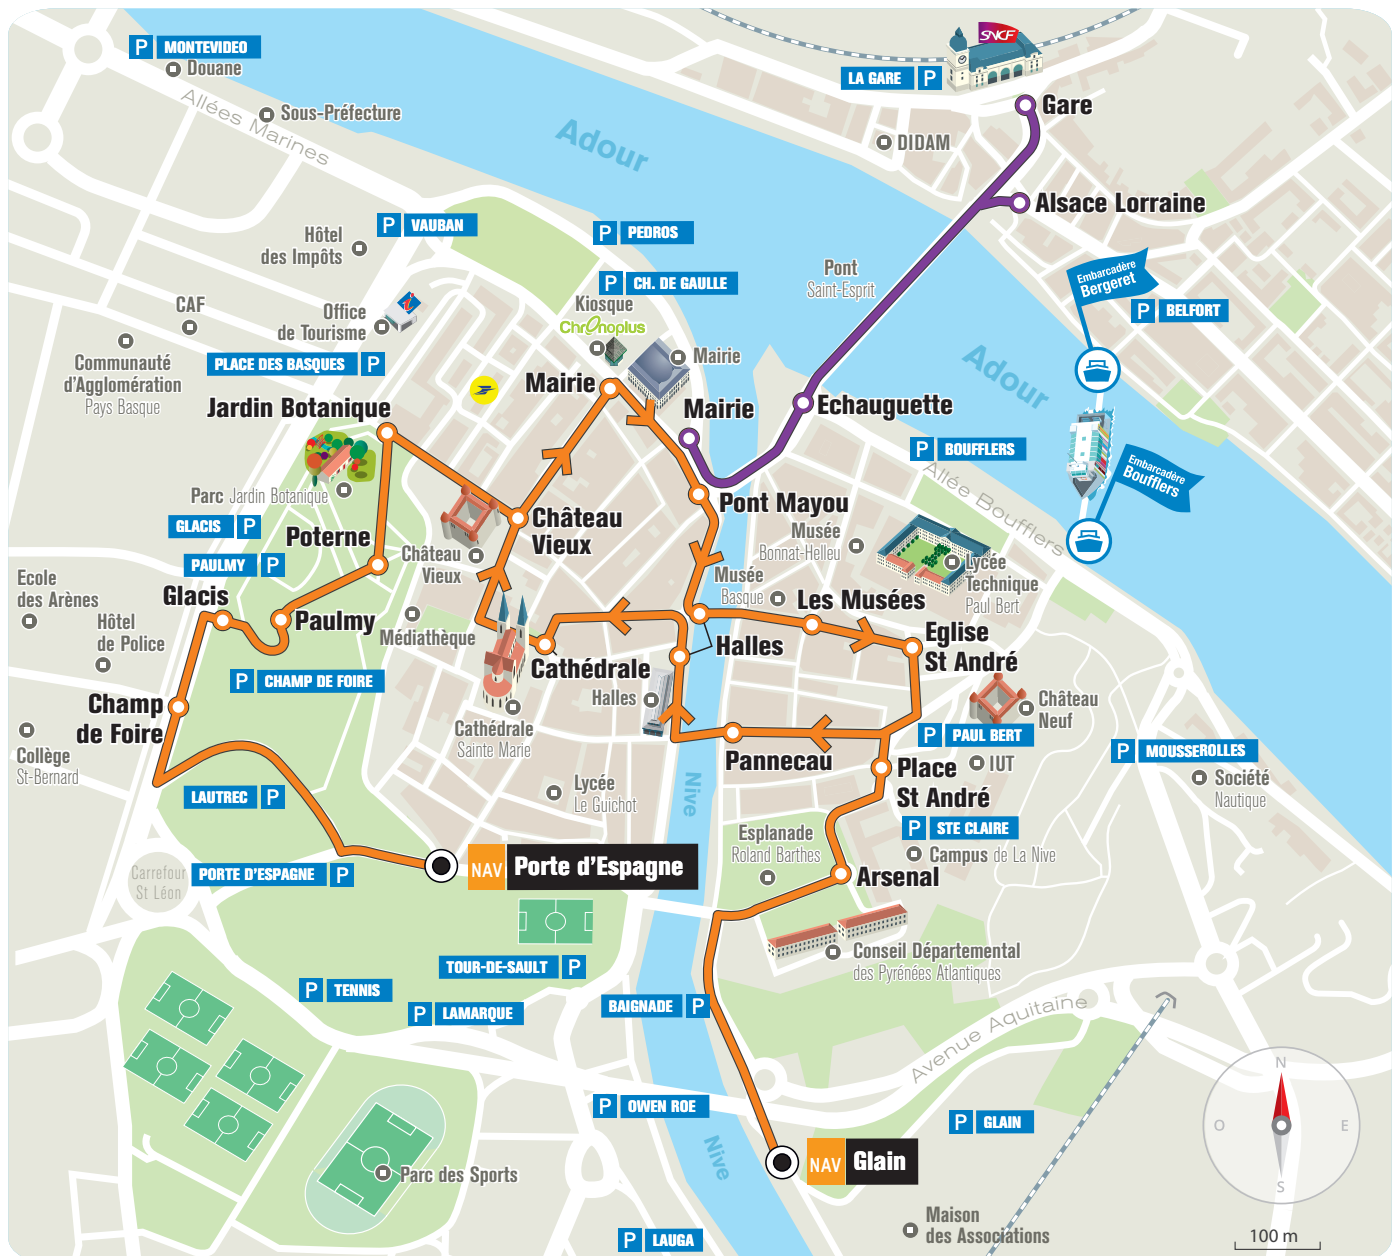 P MONTEVIDEO
Douane
Allées Marines
Sous-Préfecture
Adour
SNCF
LA GARE P
Gare
DIDAM
Alsace Lorraine
P VAUBAN
Hôtel
des Impôts
P PEDROS
P CH. DE GAULLE
Pont
Saint-Esprit
Embarcadère
Bergeret
P BELFORT
CAF
Office
de Tourisme
Kiosque
Chronoplus
Mairie
Communauté
d'Agglomération
Pays Basque
PLACE DES BASQUES P
Mairie
Mairie
Adour
Jardin Botanique
Echauguette
P BOUFFLERS
Allée Boufflers
Embarcadère
Boufflers
Parc Jardin Botanique
Pont Mayou
GLACIS P
Château
Vieux
Poterne
Musée
Bonnat-Helleu
Château
Vieux
PAULMY P
Lycée
Technique
Paul Bert
Ecole
des Arènes
Glacis
Musée
Basque
Les Musées
Hôtel
de Police
Paulmy
Médiathèque
Eglise
St André
Halles
Cathédrale
P CHAMP DE FOIRE
Halles
Champ
de Foire
Château
Neuf
Cathédrale
Sainte Marie
P PAUL BERT
Collège
St-Bernard
Pannecau
P MOUSSEROLLES
IUT
Place
St André
Société
Nautique
LAUTREC P
Lycée
Le Guichot
Nive
P STE CLAIRE
Esplanade
Roland Barthes
Campus de La Nive
Carrefour
St Léon
PORTE D'ESPAGNE P
NAV Porte d'Espagne
Arsenal
Conseil Départemental
des Pyrénées Atlantiques
TOUR-DE-SAULT P
P TENNIS
P LAMARQUE
BAIGNADE P
Avenue Aquitaine
P OWEN ROE
P GLAIN
N
O
E
S
Nive
NAV Glain
Parc des Sports
Maison
des Associations
P LAUGA
100 m